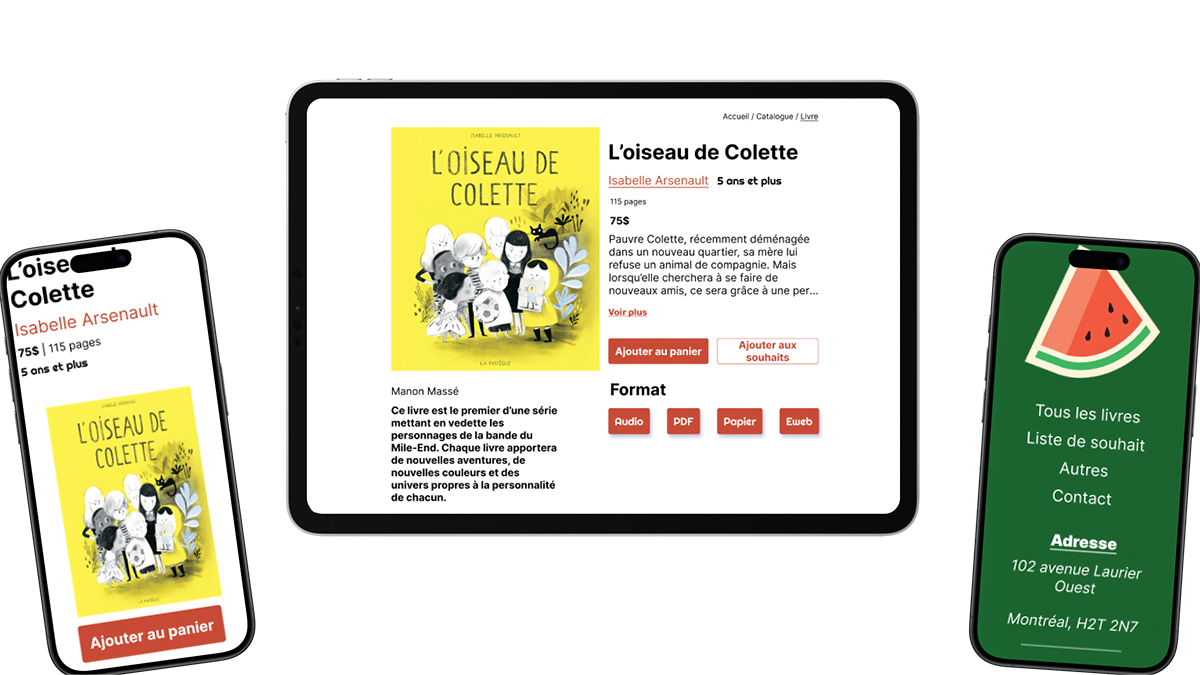 L'oise
Colette
Isabelle Arsenault
75$ | 115 pages
5 ans et plus
ISABELLE ARSENAULT
L'OISEAU DE
COLETTE
LA PASTÈQUE
Ajouter au panier
Accueil / Catalogue / Livre
ISABELLE ARSENAULT
L'OISEAU DE
COLETTE
LA PASTÈQUE
L'oiseau de Colette
Isabelle Arsenault 5 ans et plus
115 pages
75$
Pauvre Colette, récemment déménagée
dans un nouveau quartier, sa mère lui
refuse un animal de compagnie. Mais
lorsqu'elle cherchera à se faire de
nouveaux amis, ce sera grâce à une per...
Voir plus
Ajouter au panier
Ajouter aux
souhaits
Format
Audio PDF Papier Eweb
Manon Massé
Ce livre est le premier d'une série
mettant en vedette les
personnages de la bande du
Mile-End. Chaque livre apportera
de nouvelles aventures, de
nouvelles couleurs et des
univers propres à la personnalité
de chacun.
Tous les livres
Liste de souhait
Autres
Contact
Adresse
102 avenue Laurier
Ouest
Montréal, H2T 2N7